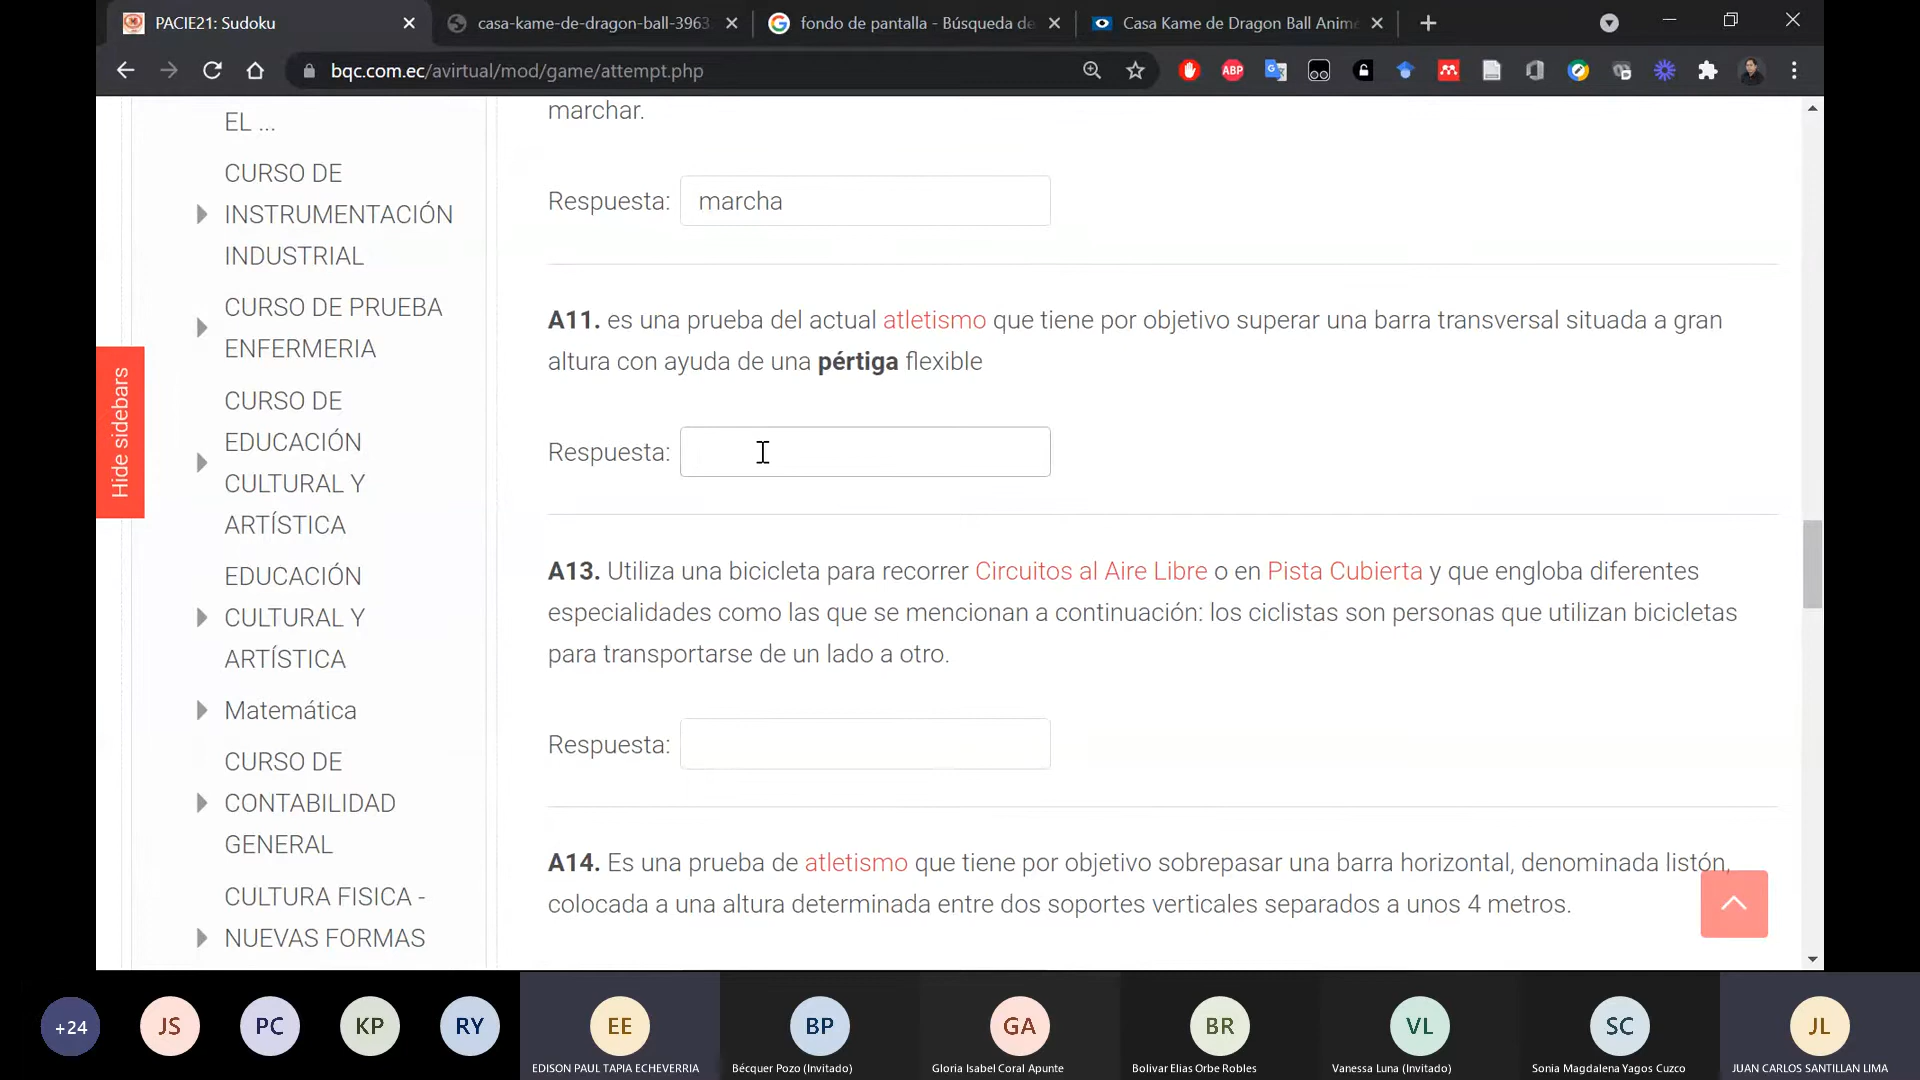 PACIE21: Sudoku
casa-kame-de-dragon-ball-3963
fondo de pantalla - Búsqueda de
Casa Kame de Dragon Ball Anim
bqc.com.ec/avirtual/mod/game/attempt.php
ABP
EL ...
CURSO DE
INSTRUMENTACIÓN
INDUSTRIAL
CURSO DE PRUEBA
ENFERMERIA
CURSO DE
EDUCACIÓN
CULTURAL Y
ARTÍSTICA
EDUCACIÓN
CULTURAL Y
ARTÍSTICA
Matemática
CURSO DE
CONTABILIDAD
GENERAL
CULTURA FISICA -
NUEVAS FORMAS
Hide sidebars
marchar.
Respuesta: marcha
A11. es una prueba del actual atletismo que tiene por objetivo superar una barra transversal situada a gran
altura con ayuda de una pértiga flexible
Respuesta:
A13. Utiliza una bicicleta para recorrer Circuitos al Aire Libre o en Pista Cubierta y que engloba diferentes
especialidades como las que se mencionan a continuación: los ciclistas son personas que utilizan bicicletas
para transportarse de un lado a otro.
Respuesta:
A14. Es una prueba de atletismo que tiene por objetivo sobrepasar una barra horizontal, denominada listón,
colocada a una altura determinada entre dos soportes verticales separados a unos 4 metros.
+24
JS
PC
KP
RY
EE
BP
GA
BR
VL
SC
JL
EDISON PAUL TAPIA ECHEVERRIA
Bécquer Pozo (Invitado)
Gloria Isabel Coral Apunte
Bolivar Elias Orbe Robles
Vanessa Luna (Invitado)
Sonia Magdalena Yagos Cuzco
JUAN CARLOS SANTILLAN LIMA